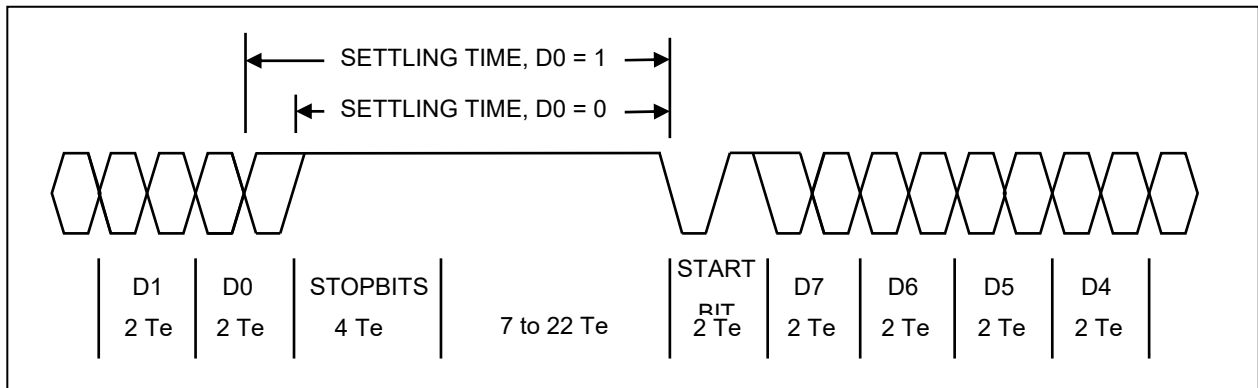 SETTLING TIME, D0 = 1
SETTLING TIME, D0 = 0
D1
2 Te
D0
2 Te
STOPBITS
4 Te
7 to 22 Te
START
BIT
2 Te
D7
2 Te
D6
2 Te
D5
2 Te
D4
2 Te